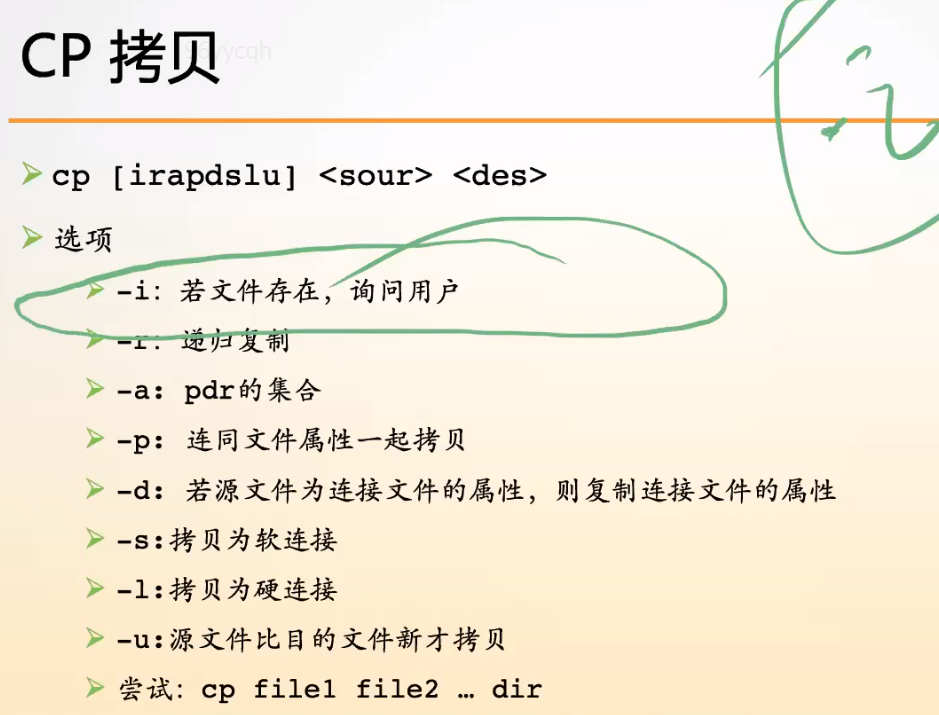 CP 拷贝
cp [irapdslu] <sour> <des>
选项
-i: 若文件存在，询问用户
-r: 递归复制
-a: pdr的集合
-p: 连同文件属性一起拷贝
-d: 若源文件为连接文件的属性，则复制连接文件的属性
-s:拷贝为软连接
-l:拷贝为硬连接
-u:源文件比目的文件新才拷贝
尝试: cp file1 file2 … dir